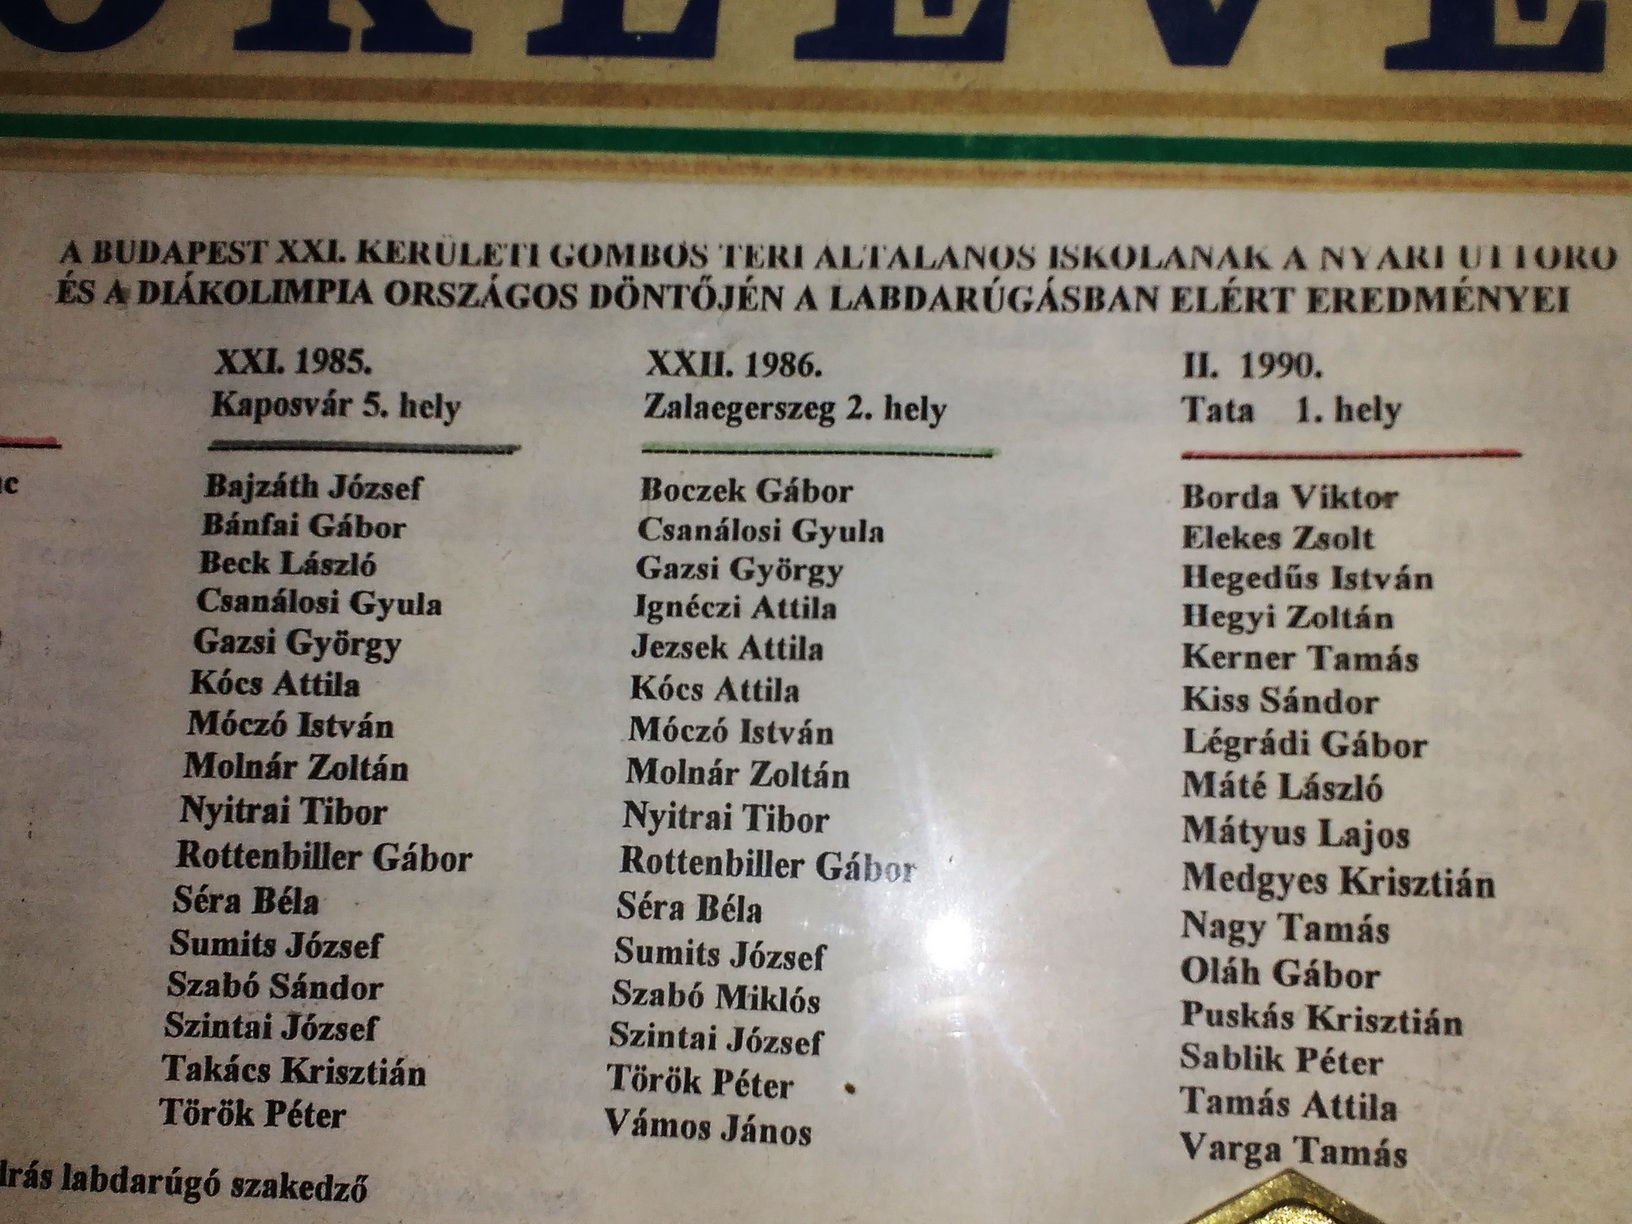 OKLEVE
A BUDAPEST XXI. KERÜLETI GOMBOS TÉRI ÁLTALÁNOS ISKOLÁNAK A NYÁRI ÚTTÖRŐ
ÉS A DIÁKOLIMPIA ORSZÁGOS DÖNTŐJÉN A LABDARÚGÁSBAN ELÉRT EREDMÉNYEI
XXI. 1985.
Kaposvár 5. hely
Bajzáth József
Bánfai Gábor
Beck László
Csanálosi Gyula
Gazsi György
Kócs Attila
Móczó István
Molnár Zoltán
Nyitrai Tibor
Rottenbiller Gábor
Séra Béla
Sumits József
Szabó Sándor
Szintai József
Takács Krisztián
Török Péter
XXII. 1986.
Zalaegerszeg 2. hely
Boczek Gábor
Csanálosi Gyula
Gazsi György
Ignéczi Attila
Jezsek Attila
Kócs Attila
Móczó István
Molnár Zoltán
Nyitrai Tibor
Rottenbiller Gábor
Séra Béla
Sumits József
Szabó Miklós
Szintai József
Török Péter
Vámos János
II. 1990.
Tata 1. hely
Borda Viktor
Elekes Zsolt
Hegedűs István
Hegyi Zoltán
Kerner Tamás
Kiss Sándor
Légrádi Gábor
Máté László
Mátyus Lajos
Medgyes Krisztián
Nagy Tamás
Oláh Gábor
Puskás Krisztián
Sablik Péter
Tamás Attila
Varga Tamás
labdarúgó szakedző